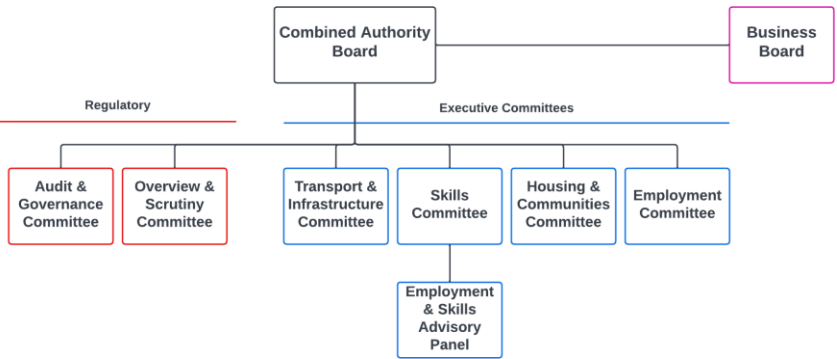 Combined Authority
Board
Business
Board
Regulatory
Executive Committees
Audit &
Governance
Committee
Overview &
Scrutiny
Committee
Transport &
Infrastructure
Committee
Skills
Committee
Housing &
Communities
Committee
Employment
Committee
Employment
& Skills
Advisory
Panel